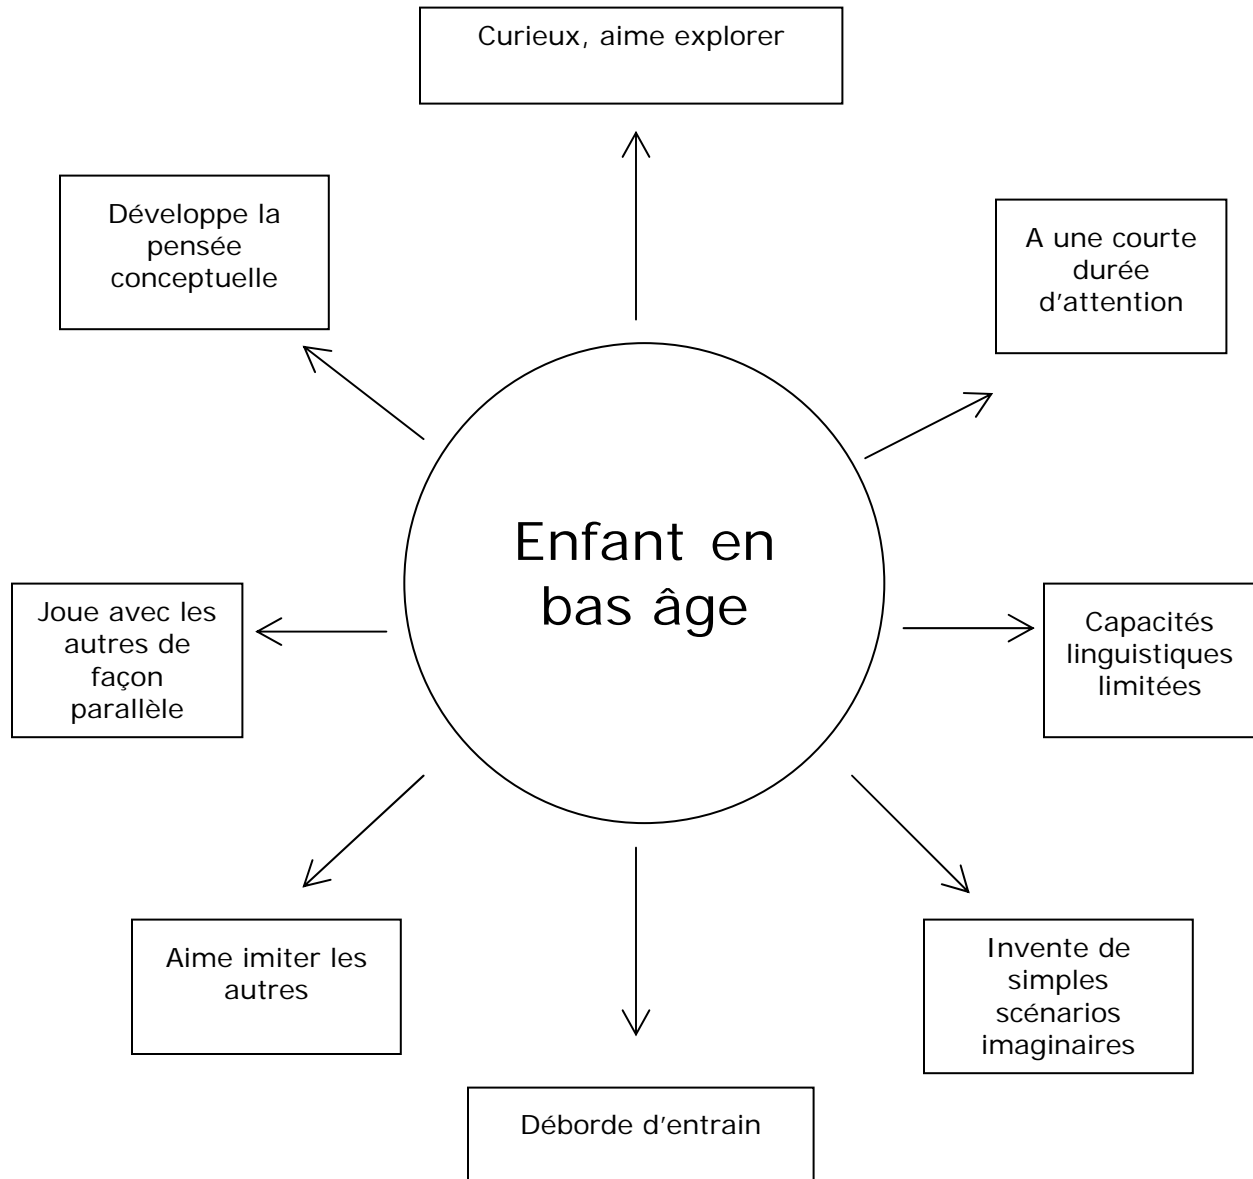 Curieux, aime explorer
Développe la
pensée
conceptuelle
A une courte
durée
d'attention
Enfant en
bas âge
Joue avec les
autres de
façon
parallèle
Capacités
linguistiques
limitées
Aime imiter les
autres
Invente de
simples
scénarios
imaginaires
Déborde d'entrain